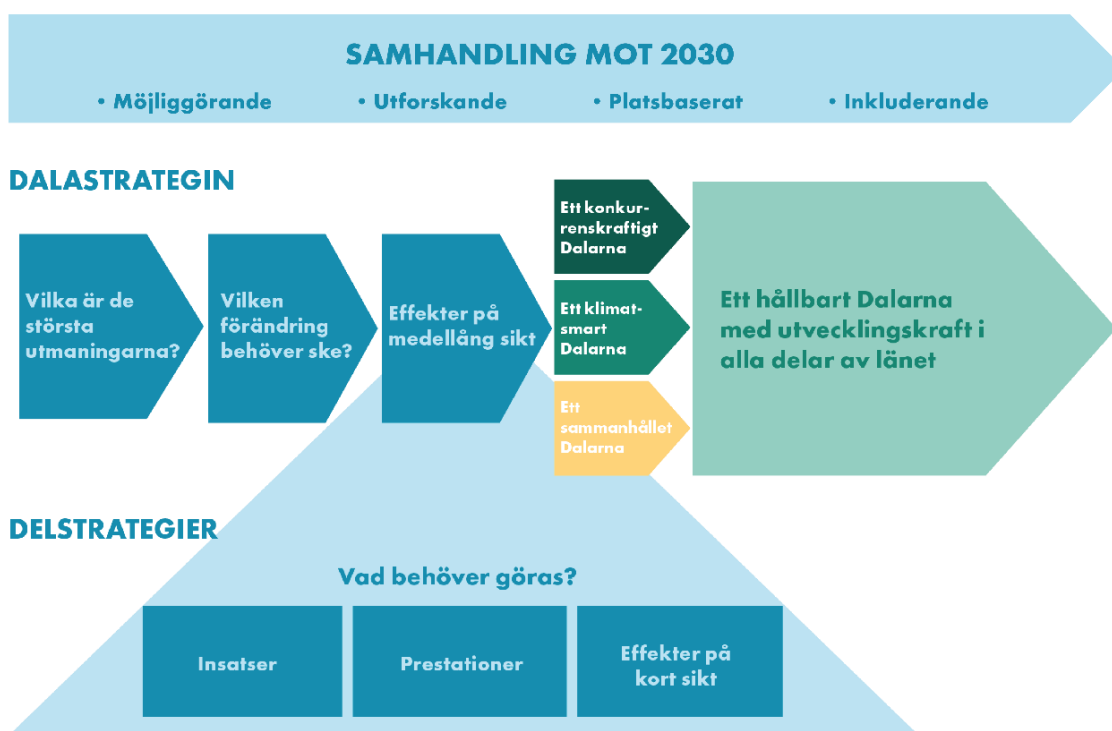 SAMHANDLING MOT 2030
• Möjliggörande • Utforskande • Platsbaserat • Inkluderande
DALASTRATEGIN
Vilka är de
största
utmaningarna?
Vilken
förändring
behöver ske?
Effekter på
medellång sikt
Ett konkur-
renskraftigt
Dalarna
Ett klimat-
smart
Dalarna
Ett
sammanhållet
Dalarna
Ett hållbart Dalarna
med utvecklingskraft i
alla delar av länet
DELSTRATEGIER
Vad behöver göras?
Insatser
Prestationer
Effekter på
kort sikt